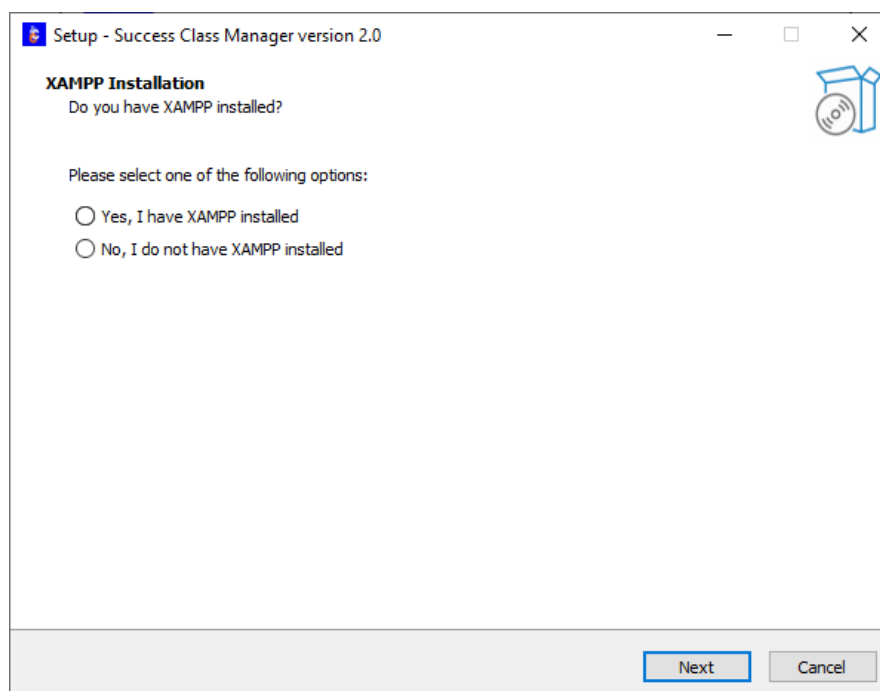 Setup - Success Class Manager version 2.0
XAMPP Installation
Do you have XAMPP installed?
Please select one of the following options:
Yes, I have XAMPP installed
No, I do not have XAMPP installed
Next Cancel